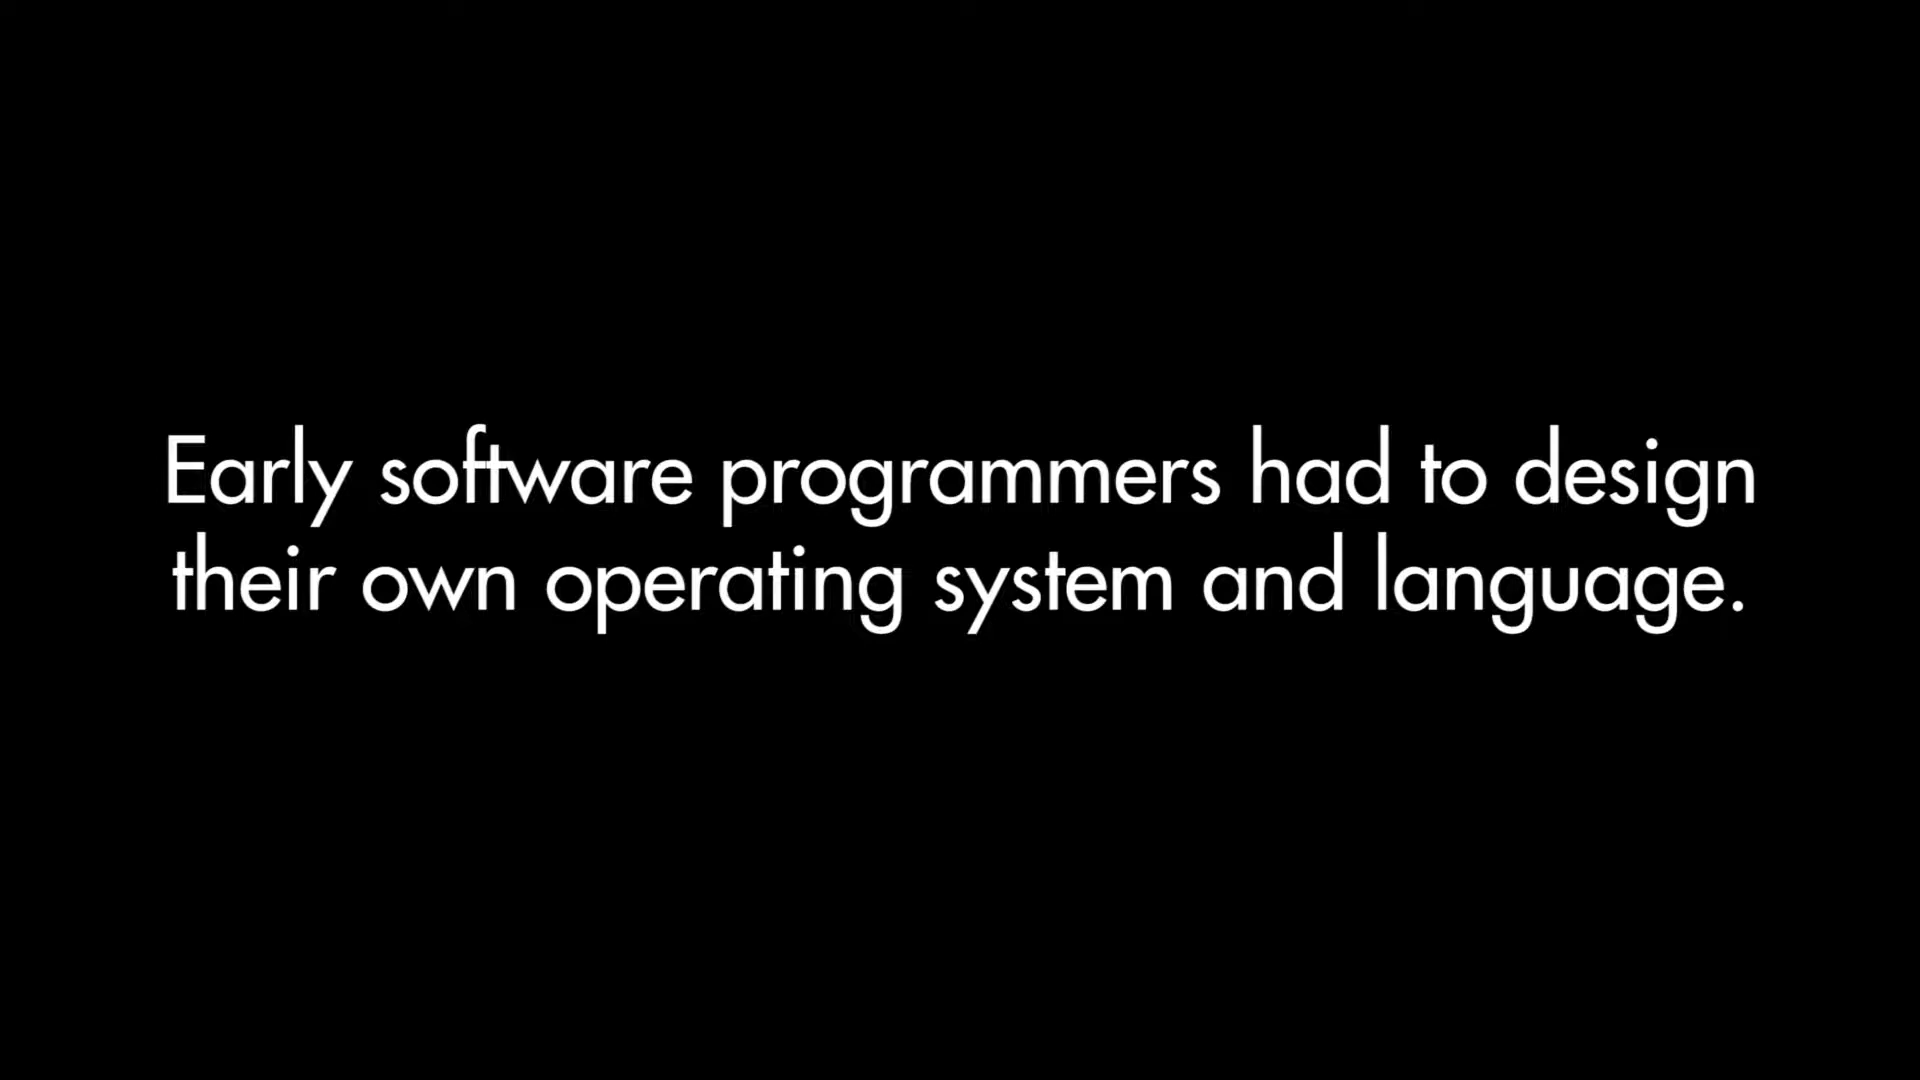 Early software programmers had to design
their own operating system and language.